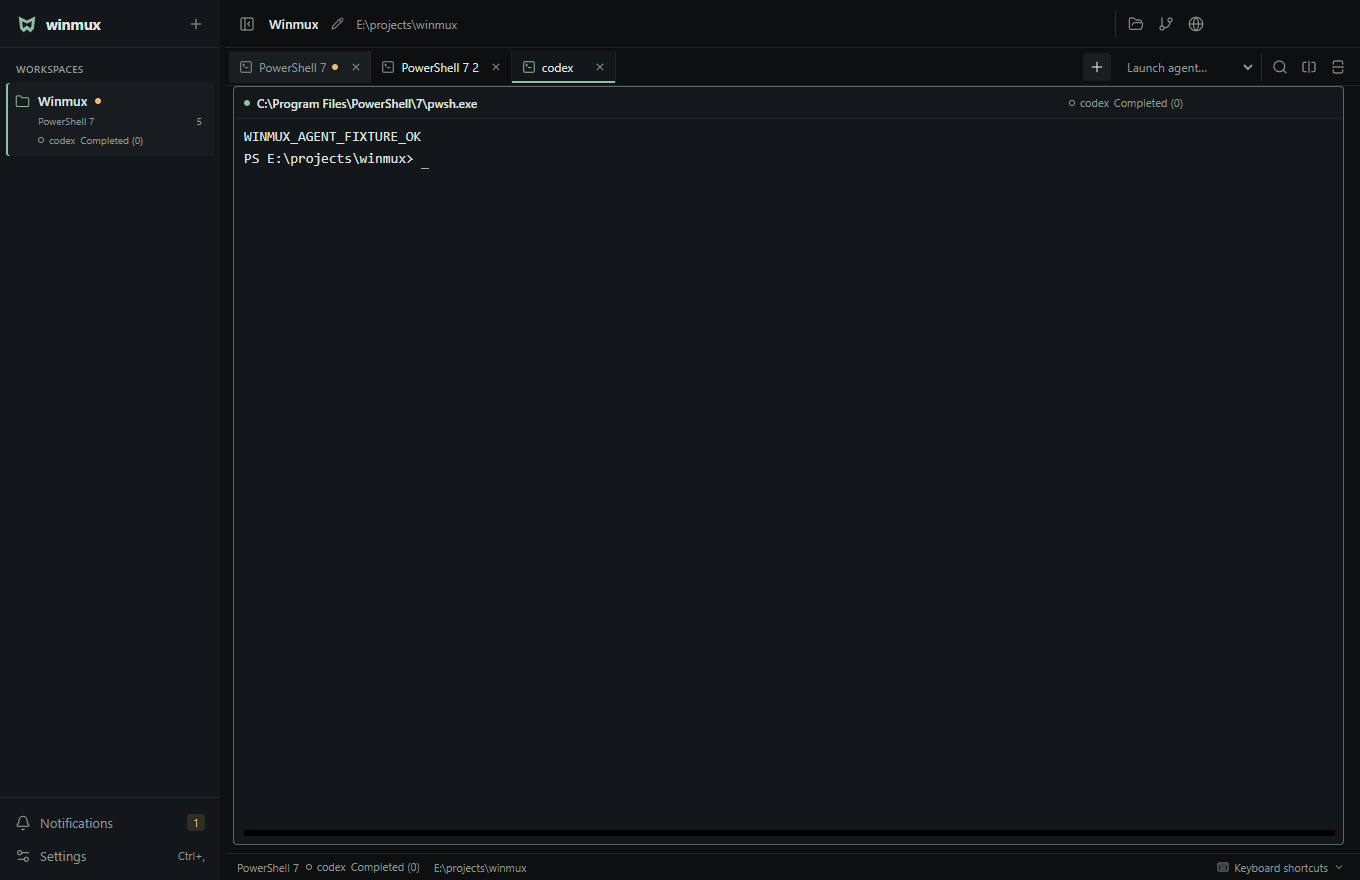 winmux
Winmux E:\projects\winmux
WORKSPACES
Winmux
PowerShell 7 5
codex Completed (0)
PowerShell 7
PowerShell 7 2
codex
Launch agent...
C:\Program Files\PowerShell\7\pwsh.exe
codex Completed (0)
WINMUX_AGENT_FIXTURE_OK
PS E:\projects\winmux> _
Notifications 1
Settings Ctrl+,
PowerShell 7 codex Completed (0) E:\projects\winmux
Keyboard shortcuts